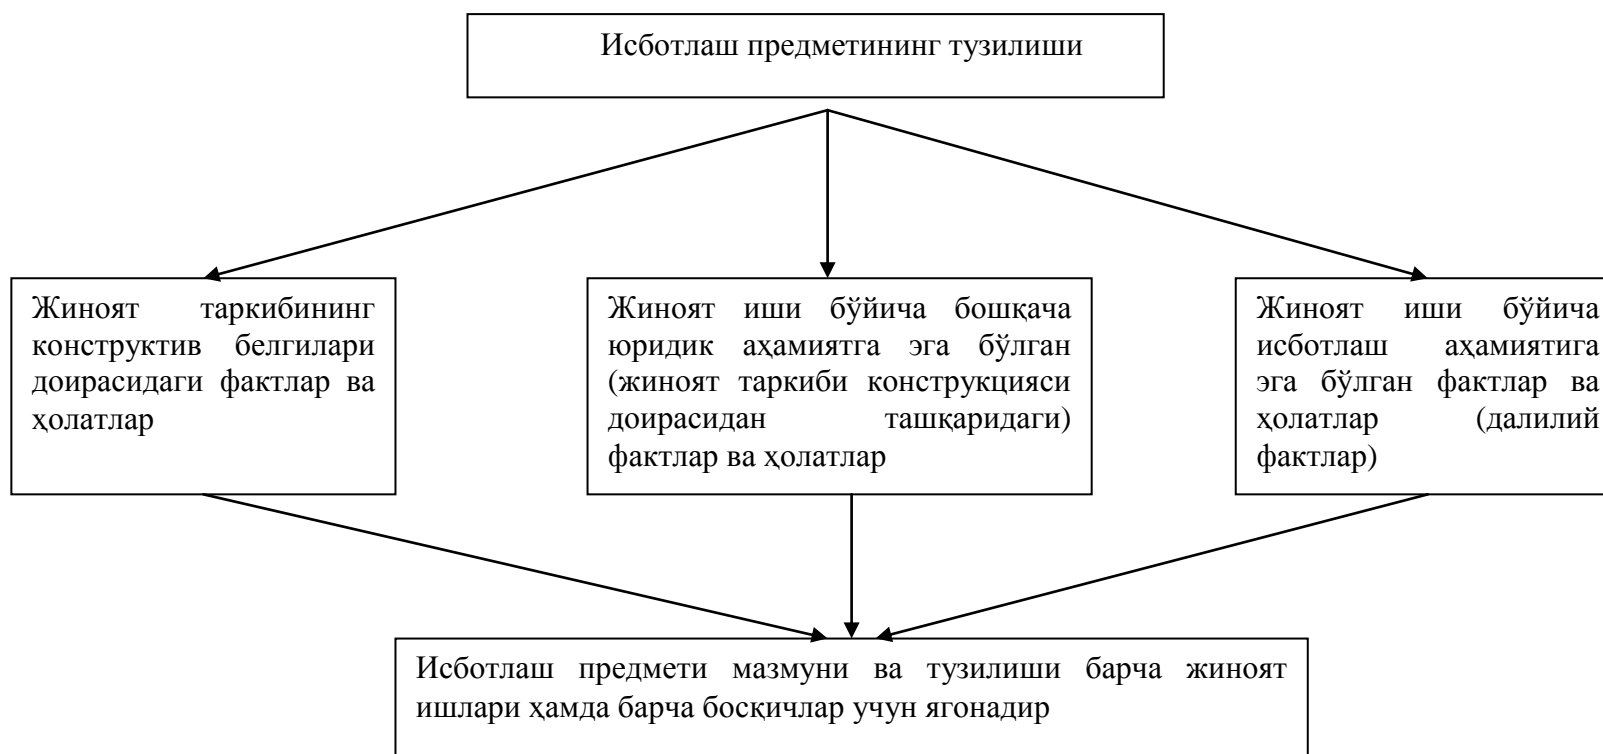 Исботлаш предметининг тузилиши
Жиноят таркибининг
конструктив белгилари
доирасидаги фактлар ва
ҳолатлар
Жиноят иши бўйича бошқача
юридик аҳамиятга эга бўлган
(жиноят таркиби конструкцияси
доирасидан ташқаридаги)
фактлар ва ҳолатлар
Жиноят иши бўйича
исботлаш аҳамиятига
эга бўлган фактлар ва
ҳолатлар (далилий
фактлар)
Исботлаш предмети мазмуни ва тузилиши барча жиноят
ишлари ҳамда барча босқичлар учун ягонадир